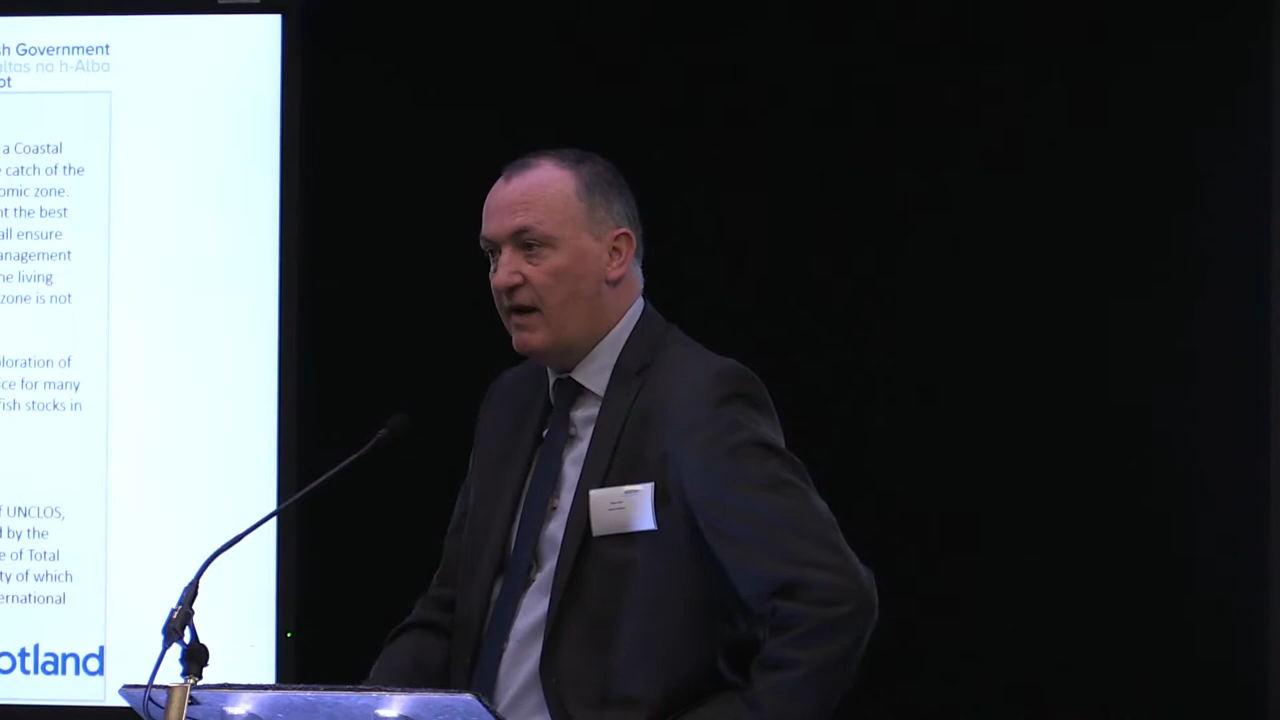 sh Government
altas na h-Alba
ot
a Coastal
catch of the
omic zone.
nt the best
all ensure
anagement
he living
zone is not
loration of
ice for many
fish stocks in
f UNCLOS,
d by the
e of Total
ty of which
ernational
otland